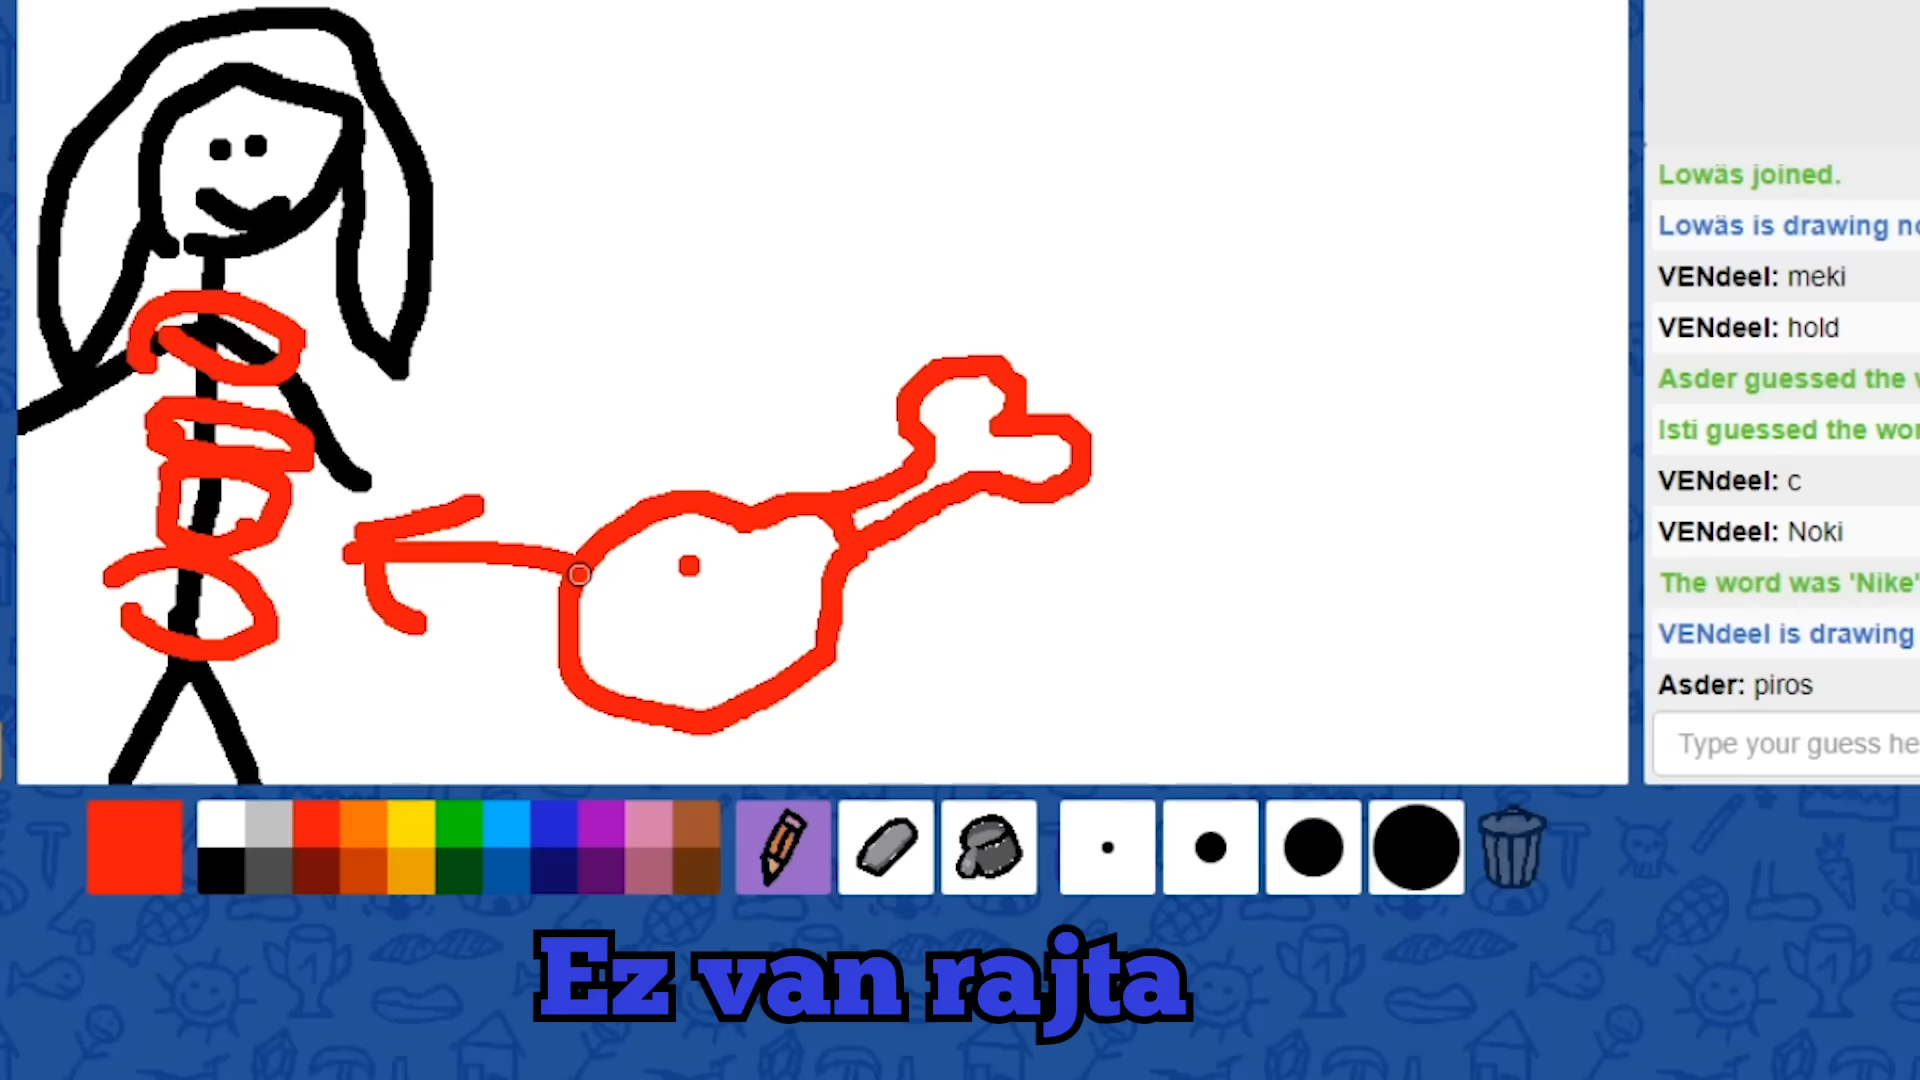 Lowäs joined.
Lowäs is drawing
VENdeel: meki
VENdeel: hold
Asder guessed the
Isti guessed the
VENdeel: c
VENdeel: Noki
The word was 'Nike'
VENdeel is drawing
Asder: piros
Type your guess
Ez van rajta